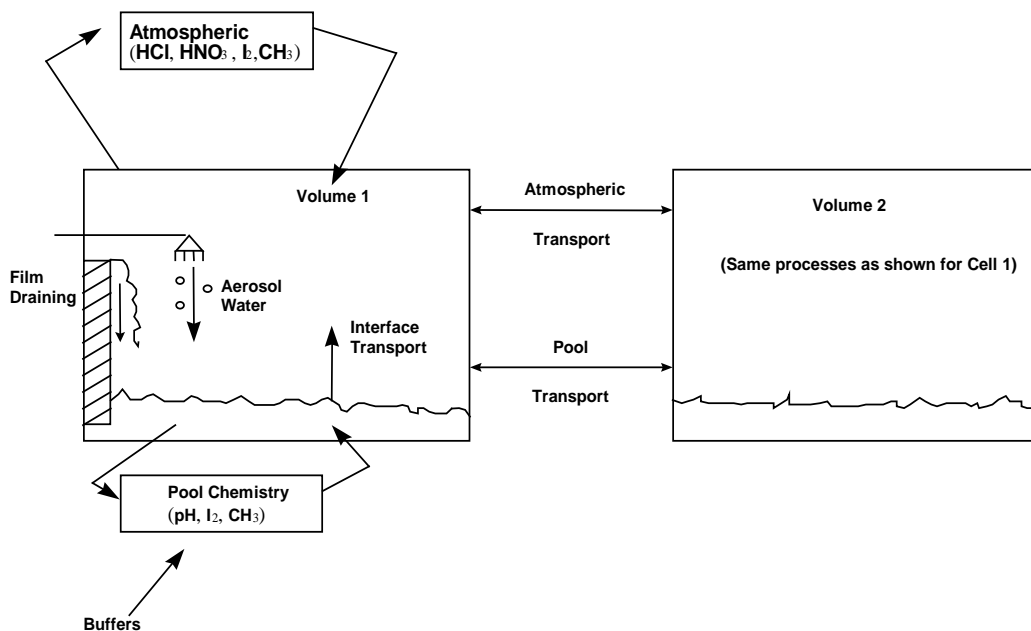 Atmospheric
(HCl, HNO₃ , I₂,CH₃)
Volume 1
Atmospheric
Transport
Volume 2
(Same processes as shown for Cell 1)
Film
Draining
Aerosol
Water
Interface
Transport
Pool
Transport
Pool Chemistry
(pH, I₂, CH₃)
Buffers